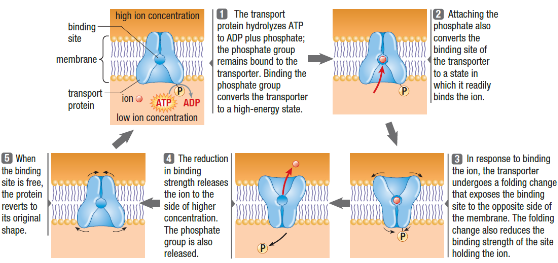 high ion concentration
binding
site
membrane
transport
protein
ion
ATP
P
ADP
low ion concentration
1 The transport
protein hydrolyzes ATP
to ADP plus phosphate;
the phosphate group
remains bound to the
transporter. Binding the
phosphate group
converts the transporter
to a high-energy state.
P
2 Attaching the
phosphate also
converts the
binding site of
the transporter
to a state in
which it readily
binds the ion.
5 When
the binding
site is free,
the protein
reverts to
its original
shape.
4 The reduction
in binding
strength releases
the ion to the
side of higher
concentration.
The phosphate
group is also
released.
P
P
3 In response to binding
the ion, the transporter
undergoes a folding change
that exposes the binding
site to the opposite side of
the membrane. The folding
change also reduces the
binding strength of the site
holding the ion.